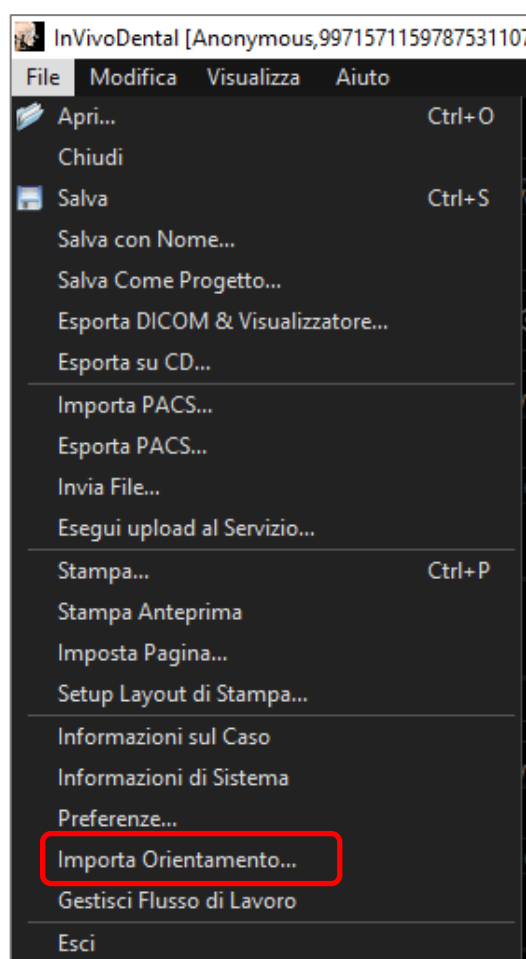 InVivoDental [Anonymous,9971571159787531107
File Modifica Visualizza Aiuto
Apri... Ctrl+O
Chiudi
Salva Ctrl+S
Salva con Nome...
Salva Come Progetto...
Esporta DICOM & Visualizzatore...
Esporta su CD...
Importa PACS...
Esporta PACS...
Invia File...
Esegui upload al Servizio...
Stampa... Ctrl+P
Stampa Anteprima
Imposta Pagina...
Setup Layout di Stampa...
Informazioni sul Caso
Informazioni di Sistema
Preferenze...
Importa Orientamento...
Gestisci Flusso di Lavoro
Esci